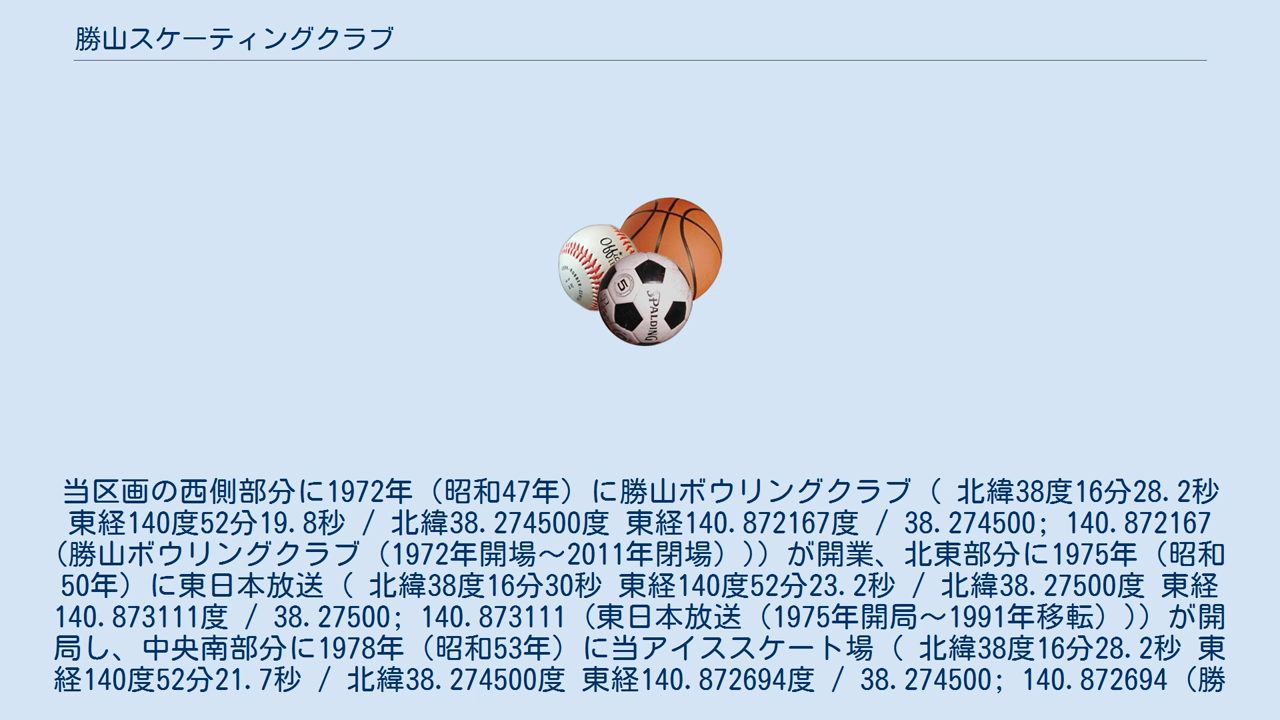 勝山スケーティングクラブ
Offici
5
SPALDING
当区画の西側部分に1972年（昭和47年）に勝山ボウリングクラブ（ 北緯38度16分28.2秒
東経140度52分19.8秒 / 北緯38.274500度 東経140.872167度 / 38.274500; 140.872167
(勝山ボウリングクラブ（1972年開場〜2011年閉場）)）が開業、北東部分に1975年（昭和
50年）に東日本放送（ 北緯38度16分30秒 東経140度52分23.2秒 / 北緯38.27500度 東経
140.873111度 / 38.27500; 140.873111 (東日本放送（1975年開局〜1991年移転）)）が開
局し、中央南部分に1978年（昭和53年）に当アイススケート場（ 北緯38度16分28.2秒 東
経140度52分21.7秒 / 北緯38.274500度 東経140.872694度 / 38.274500; 140.872694 (勝